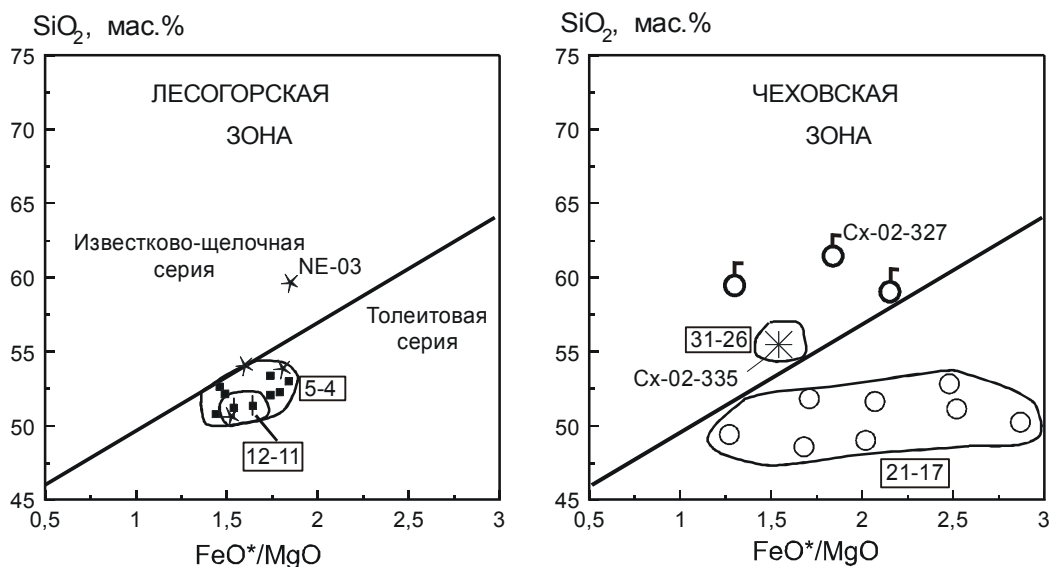 SiO2, мас.%
75
70
65
60
55
50
45
ЛЕСОГОРСКАЯ
ЗОНА
Известково-щелочная
серия
NE-03
Толеитовая
серия
5-4
12-11
0,5
1
1,5
2
2,5
3
FeO*/MgO
SiO2, мас.%
75
70
65
60
55
50
45
ЧЕХОВСКАЯ
ЗОНА
Сх-02-327
31-26
Сх-02-335
21-17
0,5
1
1,5
2
2,5
3
FeO*/MgO